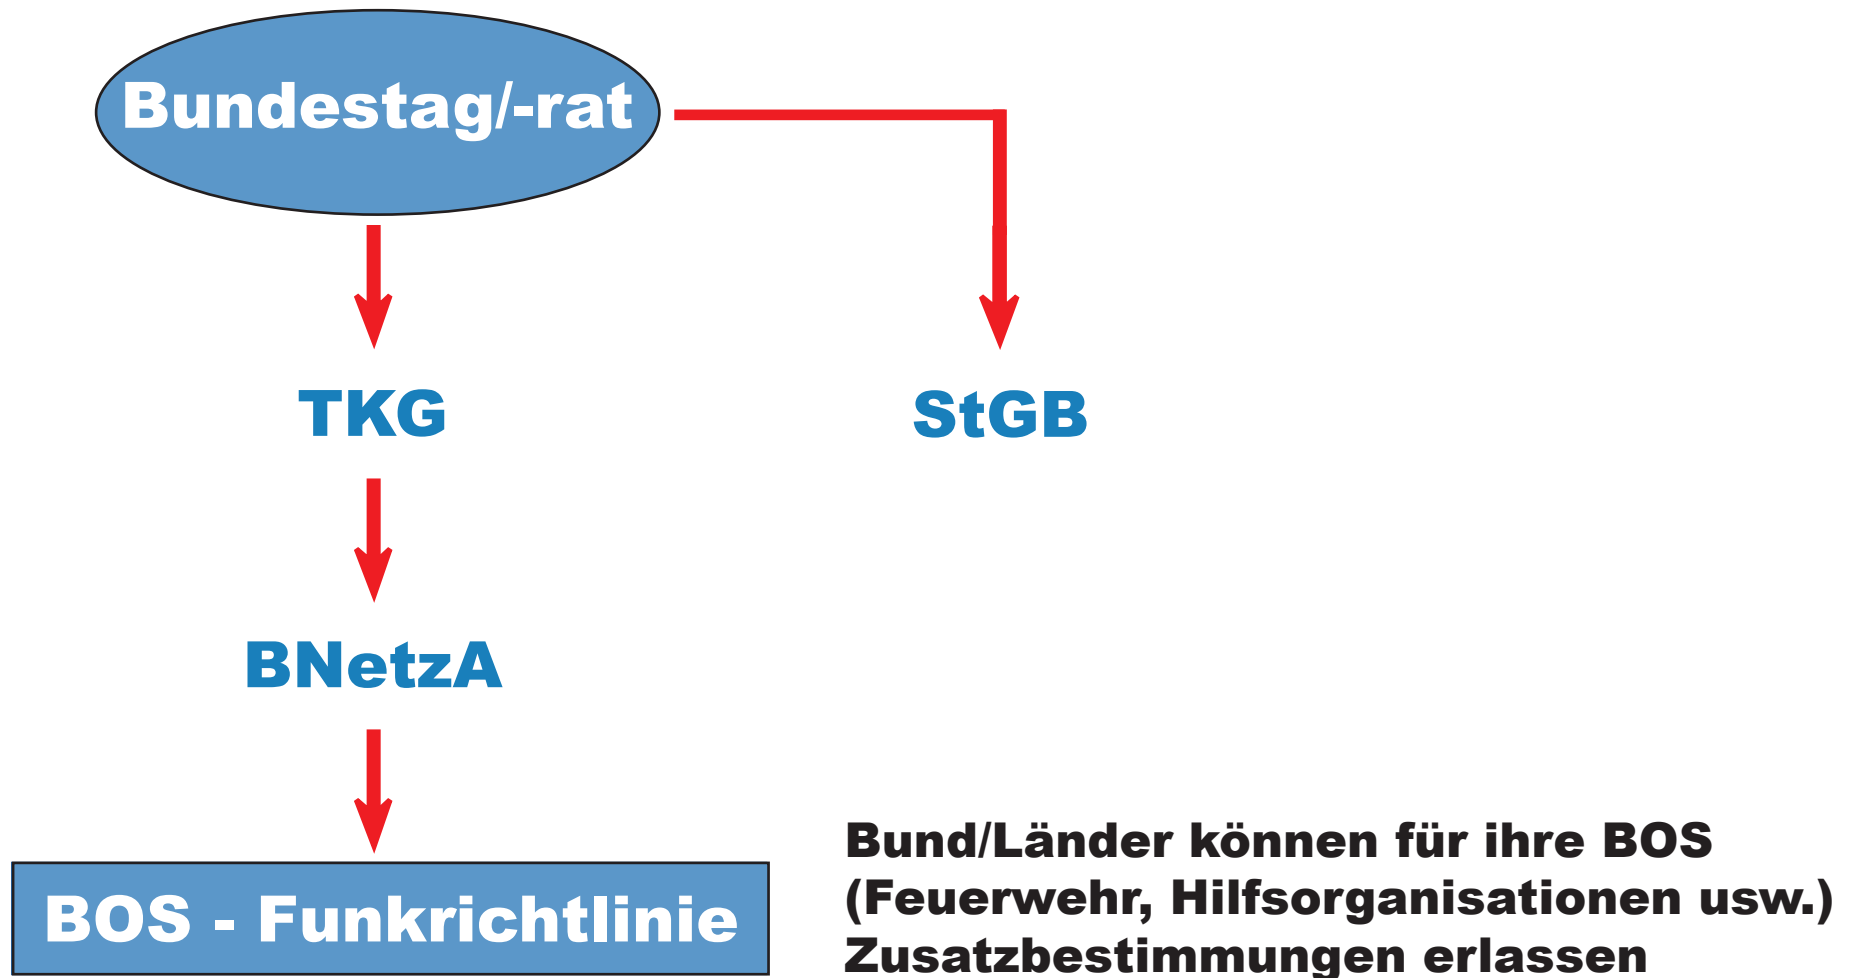 Bundestag/-rat
TKG
StGB
BNetzA
BOS - Funkrichtlinie
Bund/Länder können für ihre BOS
(Feuerwehr, Hilfsorganisationen usw.)
Zusatzbestimmungen erlassen